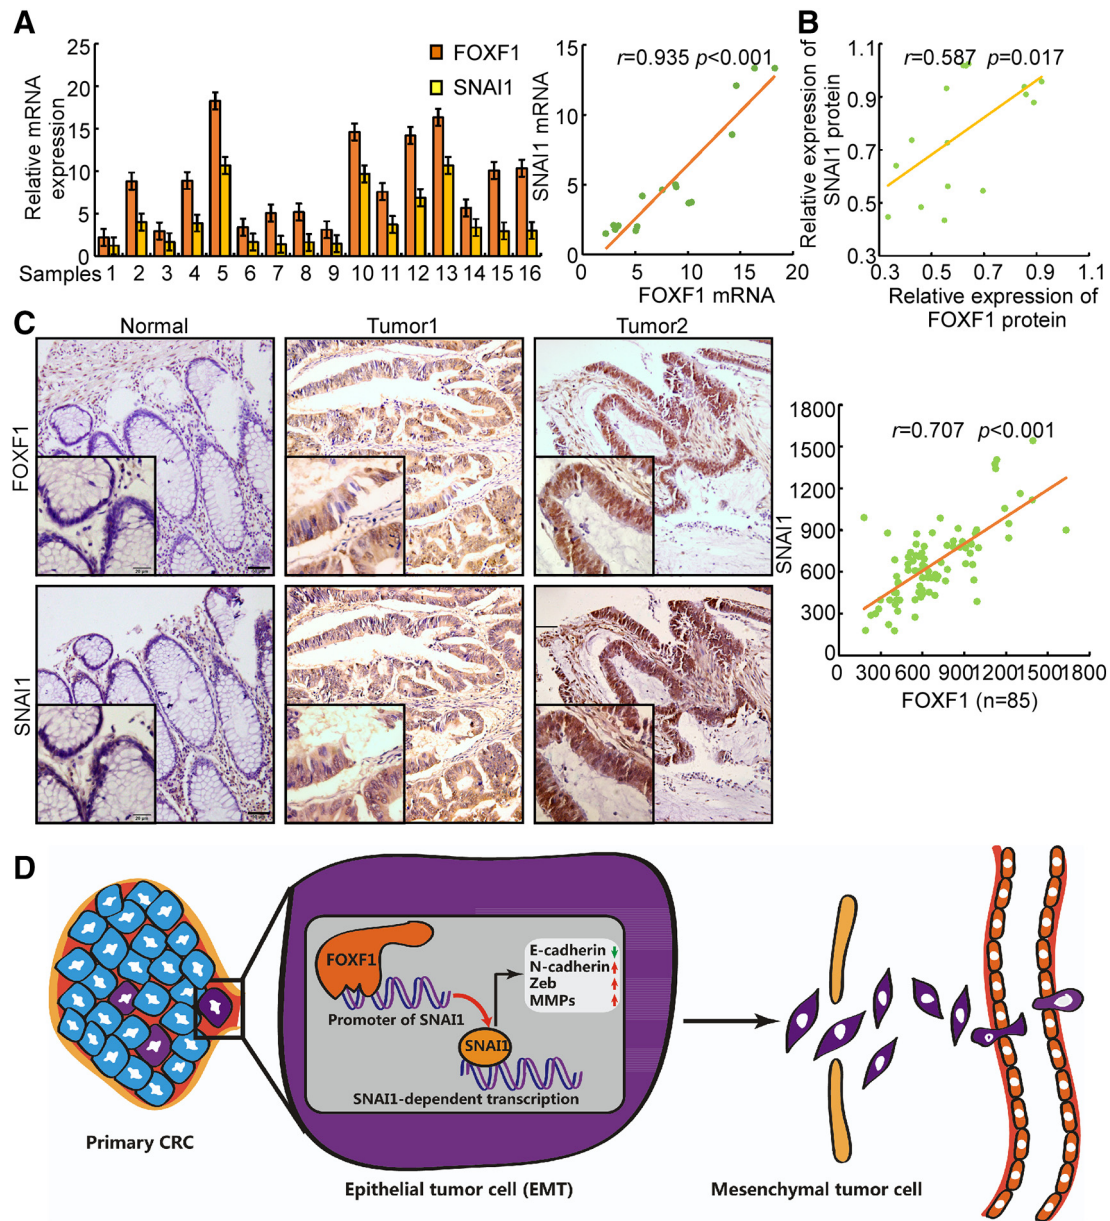 A
Relative mRNA
expression
25
20
15
10
5
0
FOXF1
SNAI1
Samples 1 2 3 4 5 6 7 8 9 10 11 12 13 14 15 16
SNAI1 mRNA
15
10
5
0
r=0.935 p<0.001
0 5 10 15 20
FOXF1 mRNA
B
Relative expression of
SNAI1 protein
1.1
0.9
0.7
0.5
0.3
r=0.587 p=0.017
0.3 0.5 0.7 0.9 1.1
Relative expression of
FOXF1 protein
C
Normal Tumor1 Tumor2
FOXF1
20 μm
SNAI1
20 μm
SNAI1
1800
1500
1200
900
600
300
0
r=0.707 p<0.001
0 300 600 900 1200 1500 1800
FOXF1 (n=85)
D
Primary CRC
FOXF1
Promoter of SNAI1
E-cadherin
N-cadherin
Zeb
MMPs
SNAI1
SNAI1-dependent transcription
Epithelial tumor cell (EMT)
Mesenchymal tumor cell